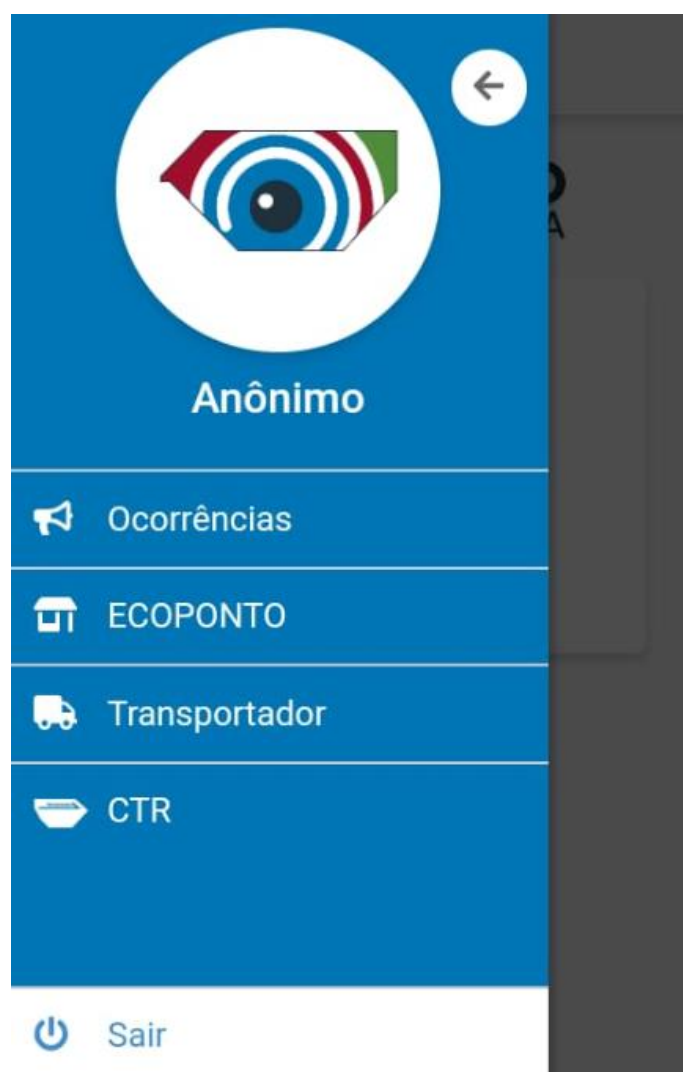 Anônimo
Ocorrências
ECOPONTO
Transportador
CTR
Sair